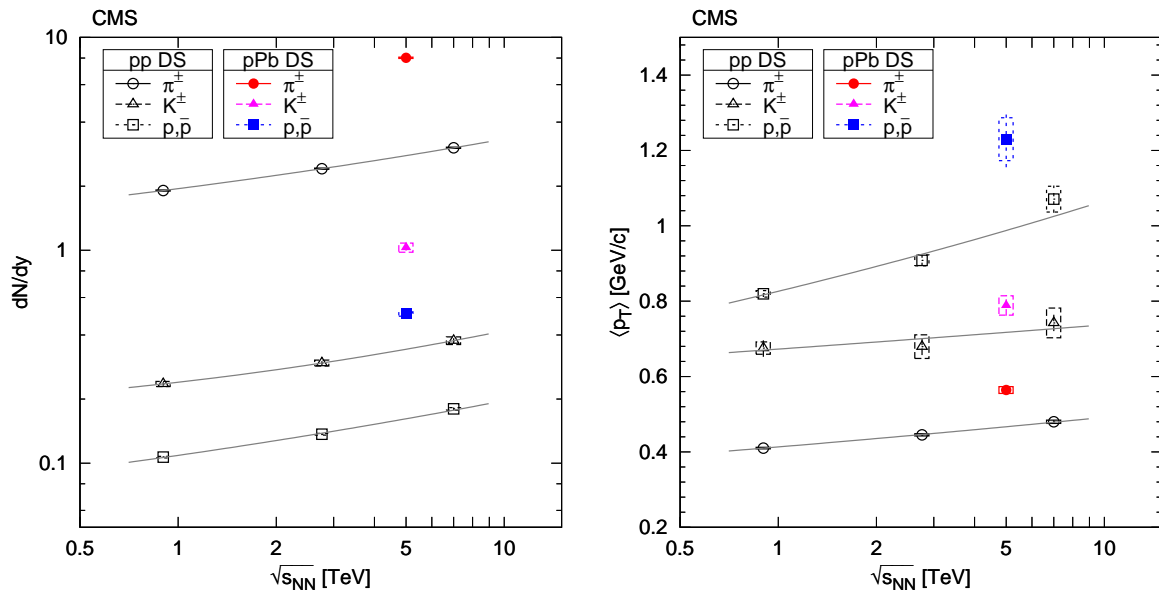 CMS
10
1
0.1
dN/dy
pp DS
π±
K±
p,p̄
pPb DS
π±
K±
p,p̄
0.5
1
2
5
10
√sNN [TeV]
CMS
1.4
1.2
1
0.8
0.6
0.4
0.2
⟨pT⟩ [GeV/c]
pp DS
π±
K±
p,p̄
pPb DS
π±
K±
p,p̄
0.5
1
2
5
10
√sNN [TeV]